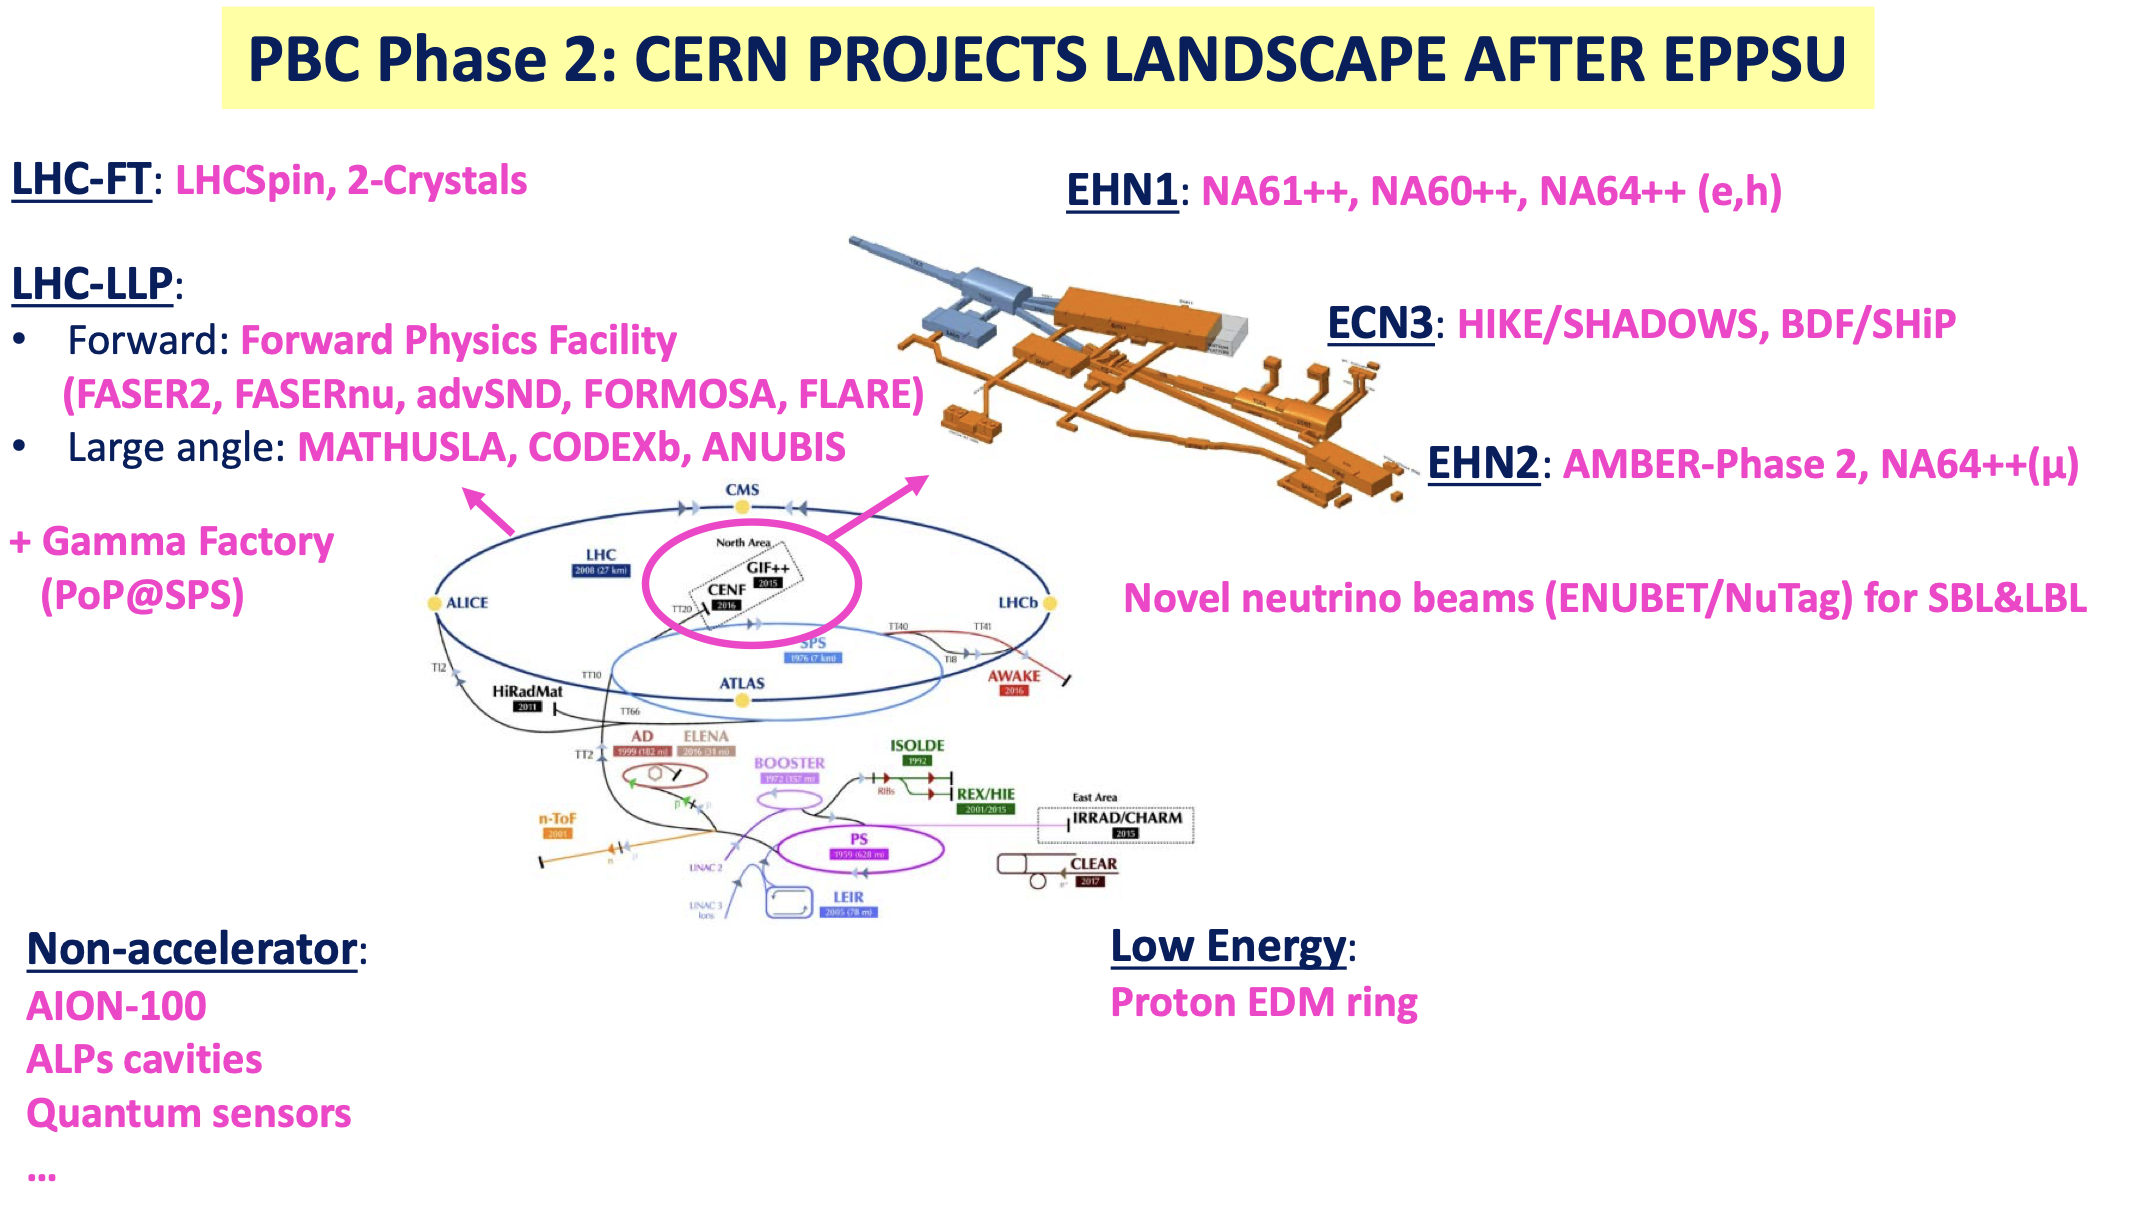 PBC Phase 2: CERN PROJECTS LANDSCAPE AFTER EPPSU
LHC-FT: LHCSpin, 2-Crystals
LHC-LLP:
• Forward: Forward Physics Facility
(FASER2, FASERnu, advSND, FORMOSA, FLARE)
• Large angle: MATHUSLA, CODEXb, ANUBIS
+ Gamma Factory
(PoP@SPS)
EHN1: NA61++, NA60++, NA64++ (e,h)
ECN3: HIKE/SHADOWS, BDF/SHiP
EHN2: AMBER-Phase 2, NA64++(μ)
Novel neutrino beams (ENUBET/NuTag) for SBL&LBL
CMS
North Area
LHC
2008 (27 km)
GIF++
2015
CENF
2016
TT20
ALICE
LHCb
TT40
TT41
SPS
1976 (7 km)
TI8
TI2
TT10
ATLAS
AWAKE
2016
HiRadMat
2011
TT66
AD
1999 (182 m)
ELENA
2016 (31 m)
TT2
BOOSTER
1972 (157 m)
ISOLDE
1992
RIBs
REX/HIE
2001/2015
East Area
IRRAD/CHARM
2015
n-ToF
2001
n
p
p
PS
1959 (628 m)
CLEAR
2017
LINAC 2
LINAC 3
Ions
LEIR
2005 (78 m)
Non-accelerator:
AION-100
ALPs cavities
Quantum sensors
...
Low Energy:
Proton EDM ring